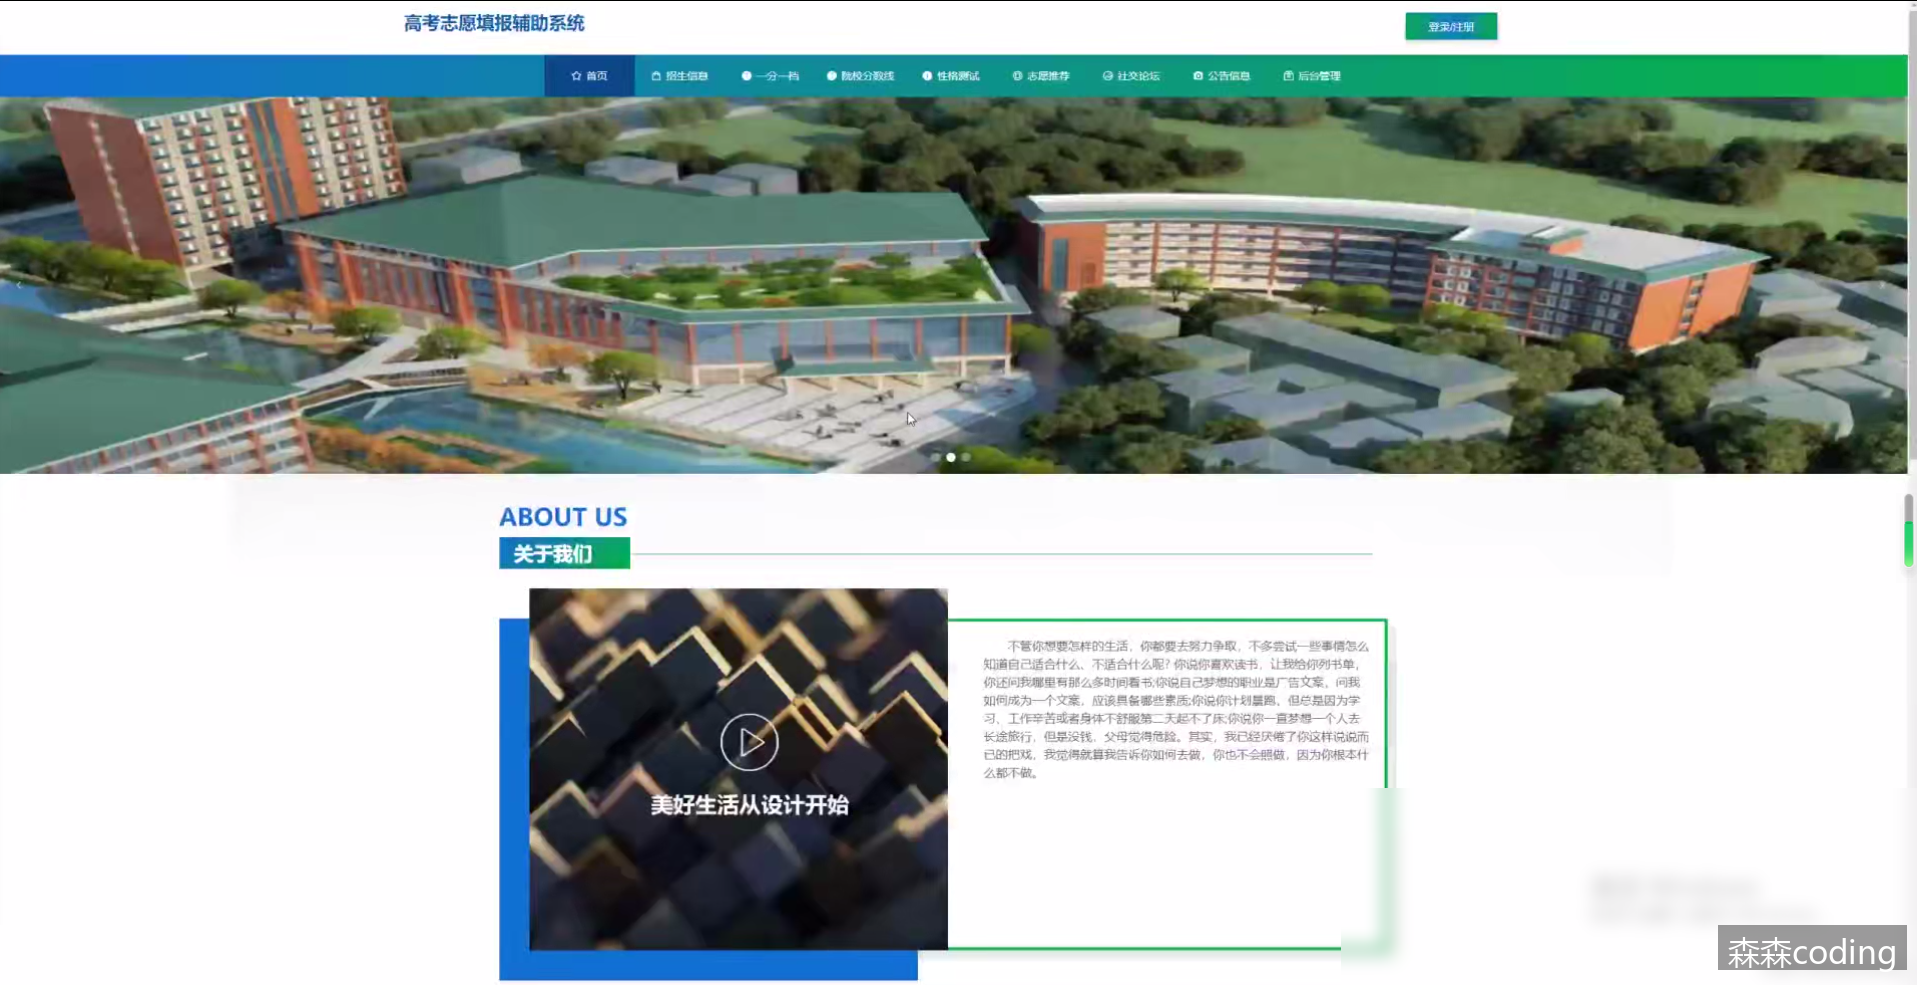 高考志愿填报辅助系统
登录/注册
首页
招生信息
一分一档
院校分数线
性格测试
志愿推荐
社交论坛
公告信息
后台管理
ABOUT US
关于我们
美好生活从设计开始
不管你想要怎样的生活，你都要去努力争取，不多尝试一些事情怎么
知道自己适合什么、不适合什么呢? 你说你喜欢读书，让我给你列书单，
你还问我哪里有那么多时间看书;你说自己梦想的职业是广告文案，问我
如何成为一个文案，应该具备哪些素质;你说你计划晨跑，但总是因为学
习、工作辛苦或者身体不舒服第二天起不了床;你说你一直梦想一个人去
长途旅行，但是没钱，父母觉得危险。其实，我已经厌倦了你这样说说而
已的把戏，我觉得就算我告诉你如何去做，你也不会照做，因为你根本什
么都不做。
森森coding